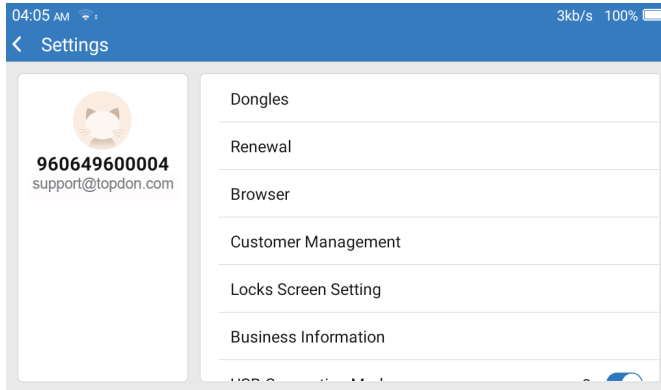 04:05 AM
3kb/s 100%
Settings
960649600004
support@topdon.com
Dongles
Renewal
Browser
Customer Management
Locks Screen Setting
Business Information